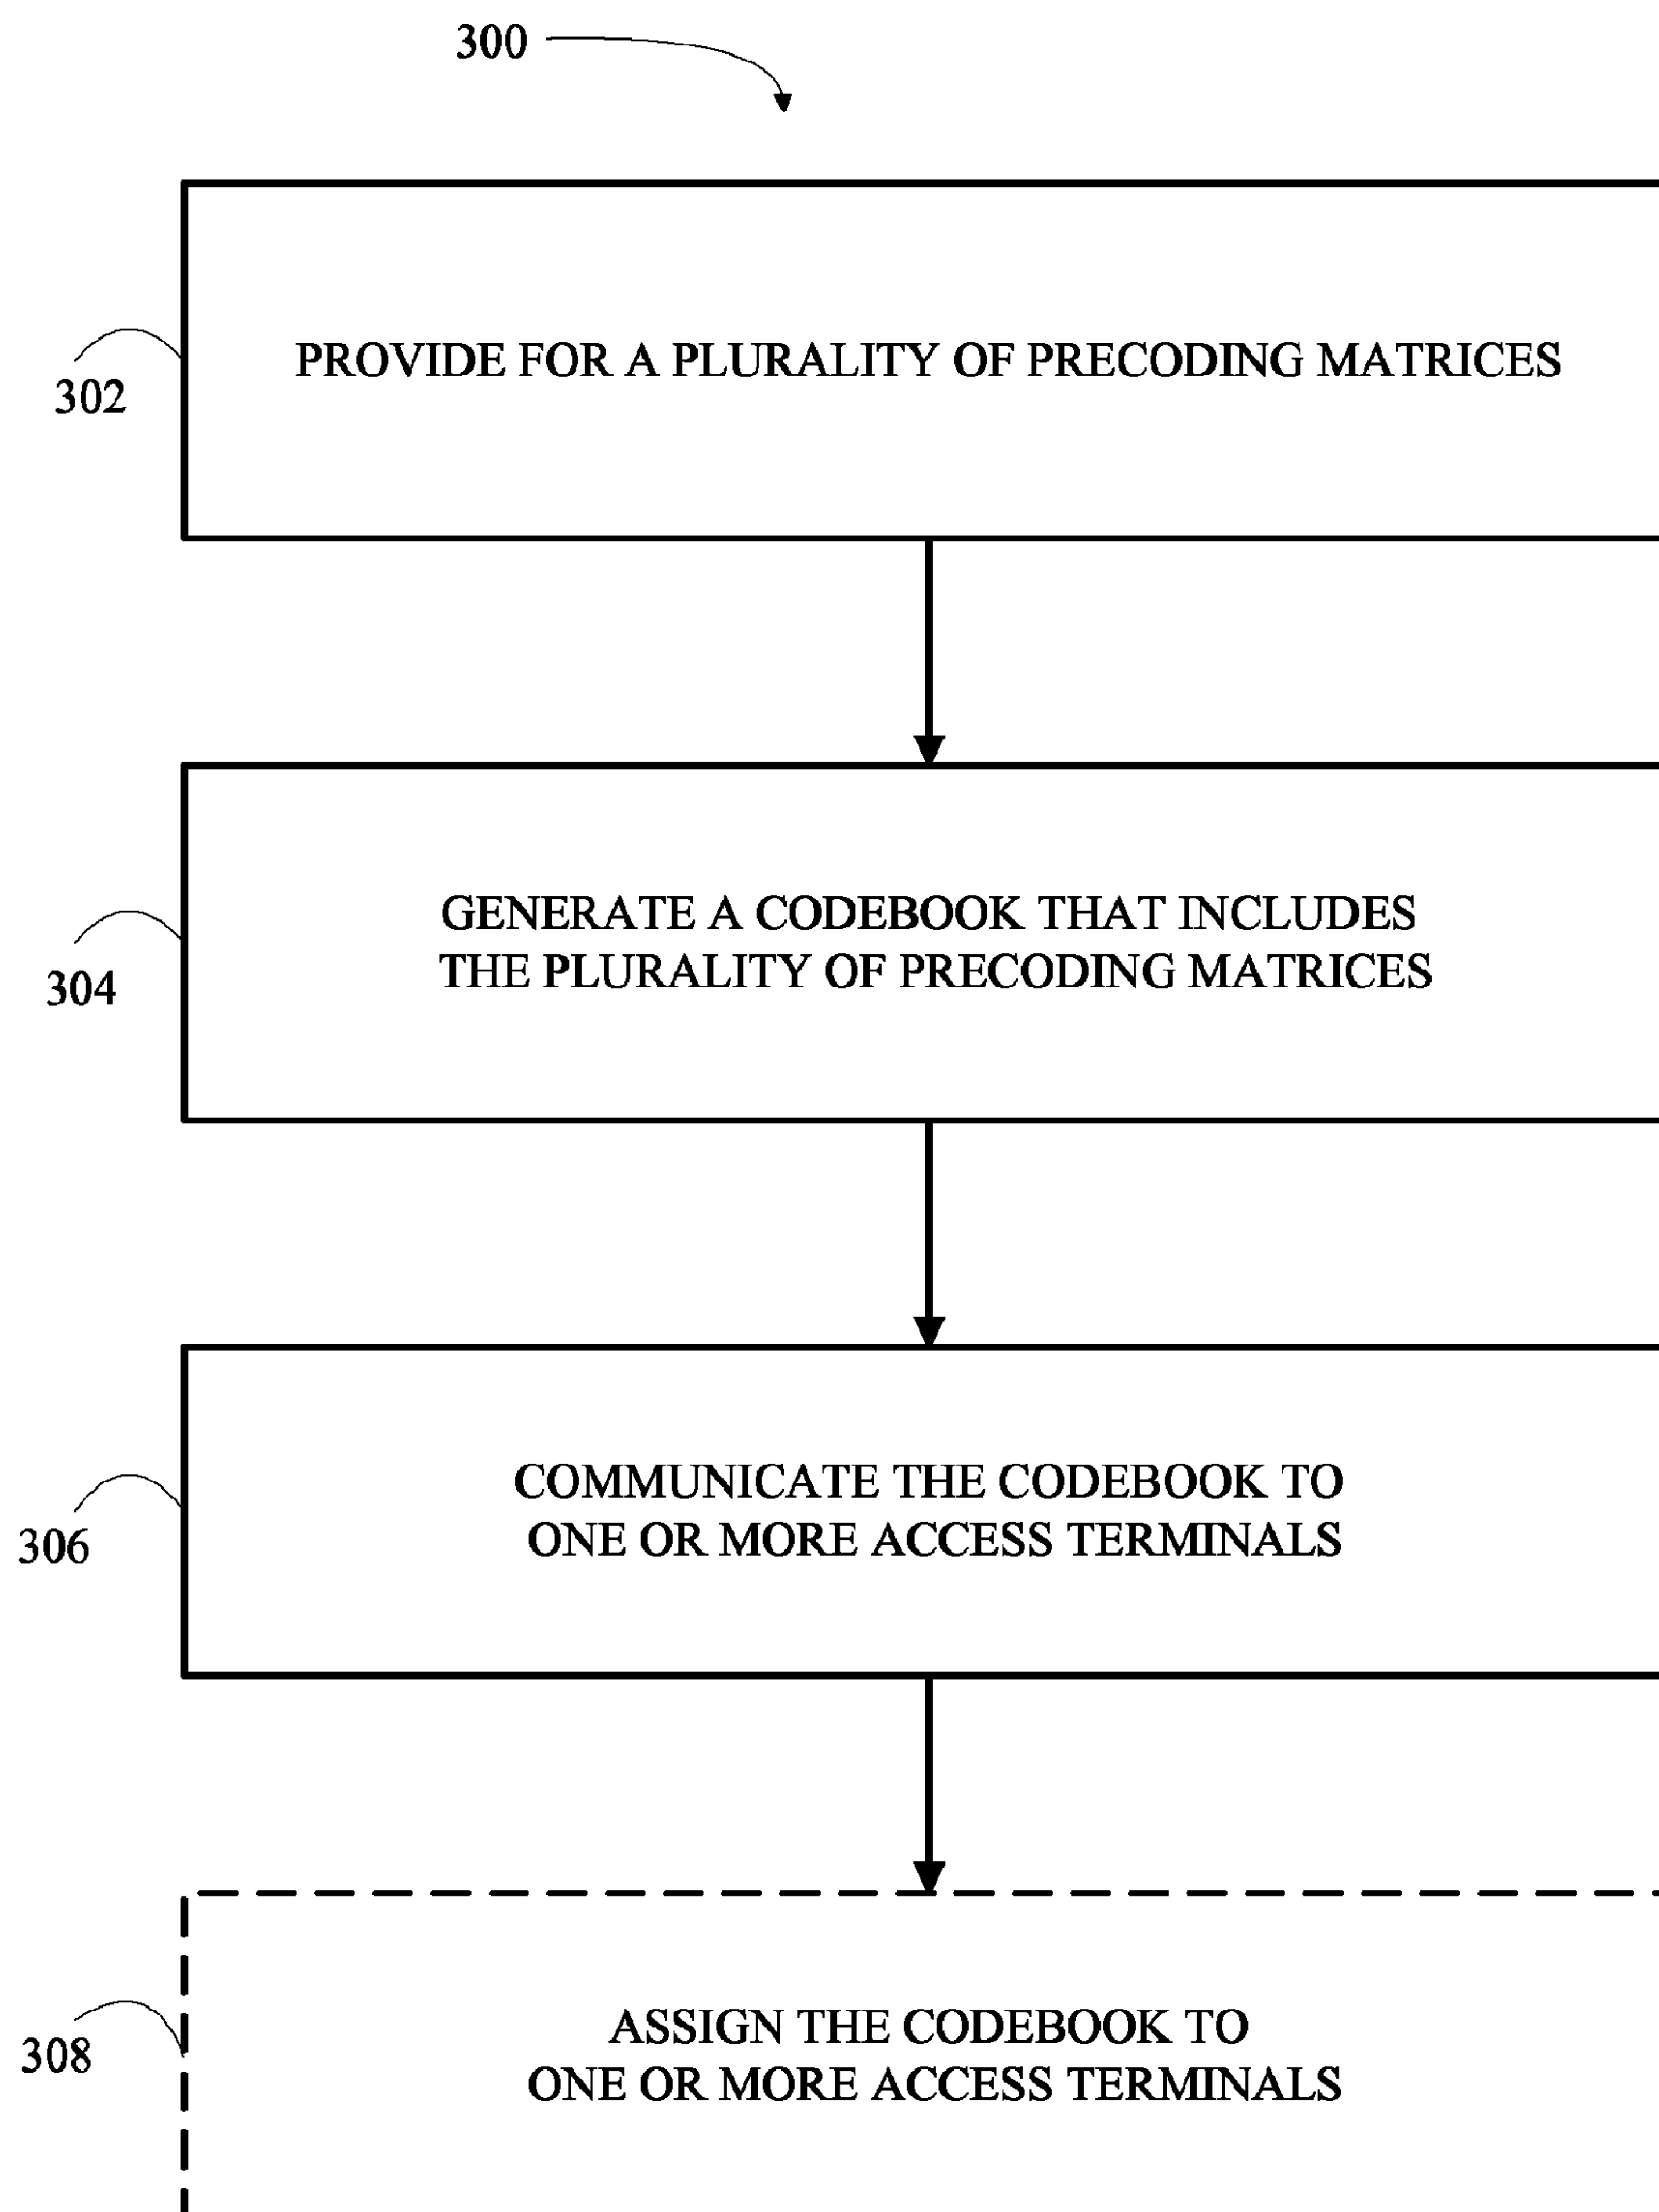 300
PROVIDE FOR A PLURALITY OF PRECODING MATRICES
302
GENERATE A CODEBOOK THAT INCLUDES
THE PLURALITY OF PRECODING MATRICES
304
COMMUNICATE THE CODEBOOK TO
ONE OR MORE ACCESS TERMINALS
306
ASSIGN THE CODEBOOK TO
ONE OR MORE ACCESS TERMINALS
308